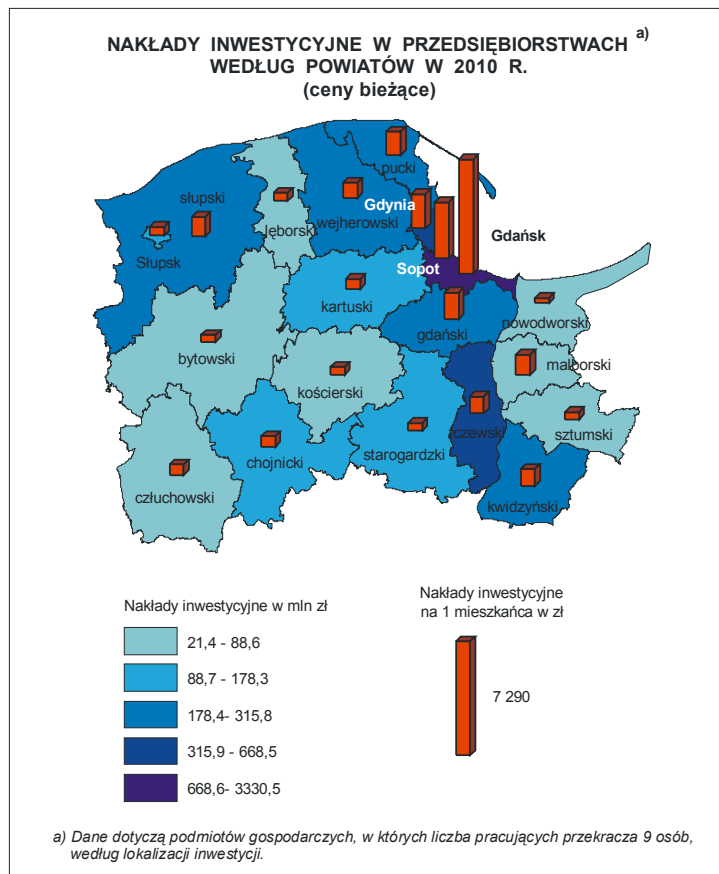 NAKŁADY INWESTYCYJNE W PRZEDSIĘBIORSTWACH a)
WEDŁUG POWIATÓW W 2010 R.
(ceny bieżące)
pucki
słupski
Gdynia
wejherowski
lęborski
Gdańsk
Słupsk
Sopot
kartuski
nowodworski
gdański
bytowski
malborski
kościerski
tczewski
sztumski
chojnicki
starogardzki
człuchowski
kwidzyński
Nakłady inwestycyjne w mln zł
21,4 - 88,6
88,7 - 178,3
178,4- 315,8
315,9 - 668,5
668,6- 3330,5
Nakłady inwestycyjne
na 1 mieszkańca w zł
7 290
a) Dane dotyczą podmiotów gospodarczych, w których liczba pracujących przekracza 9 osób,
według lokalizacji inwestycji.